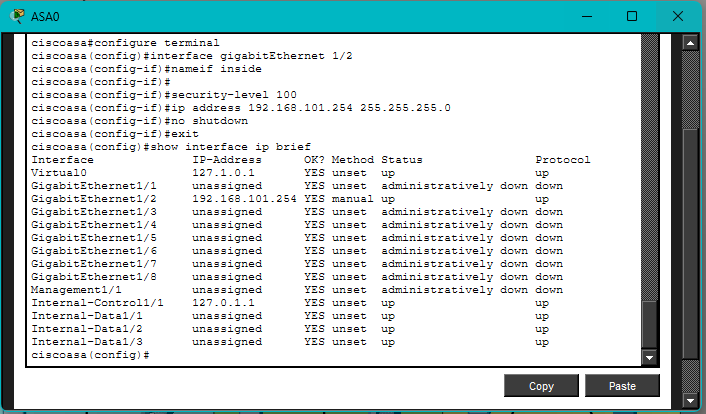 ASA0
ciscoasa#configure terminal
ciscoasa(config)#interface gigabitEthernet 1/2
ciscoasa(config-if)#nameif inside
ciscoasa(config-if)#
ciscoasa(config-if)#security-level 100
ciscoasa(config-if)#ip address 192.168.101.254 255.255.255.0
ciscoasa(config-if)#no shutdown
ciscoasa(config-if)#exit
ciscoasa(config)#show interface ip brief
Interface IP-Address OK? Method Status Protocol
Virtual0 127.1.0.1 YES unset up up
GigabitEthernet1/1 unassigned YES unset administratively down down
GigabitEthernet1/2 192.168.101.254 YES manual up up
GigabitEthernet1/3 unassigned YES unset administratively down down
GigabitEthernet1/4 unassigned YES unset administratively down down
GigabitEthernet1/5 unassigned YES unset administratively down down
GigabitEthernet1/6 unassigned YES unset administratively down down
GigabitEthernet1/7 unassigned YES unset administratively down down
GigabitEthernet1/8 unassigned YES unset administratively down down
Management1/1 unassigned YES unset administratively down down
Internal-Control1/1 127.0.1.1 YES unset up up
Internal-Data1/1 unassigned YES unset up up
Internal-Data1/2 unassigned YES unset up up
Internal-Data1/3 unassigned YES unset up up
ciscoasa(config)#
Copy Paste